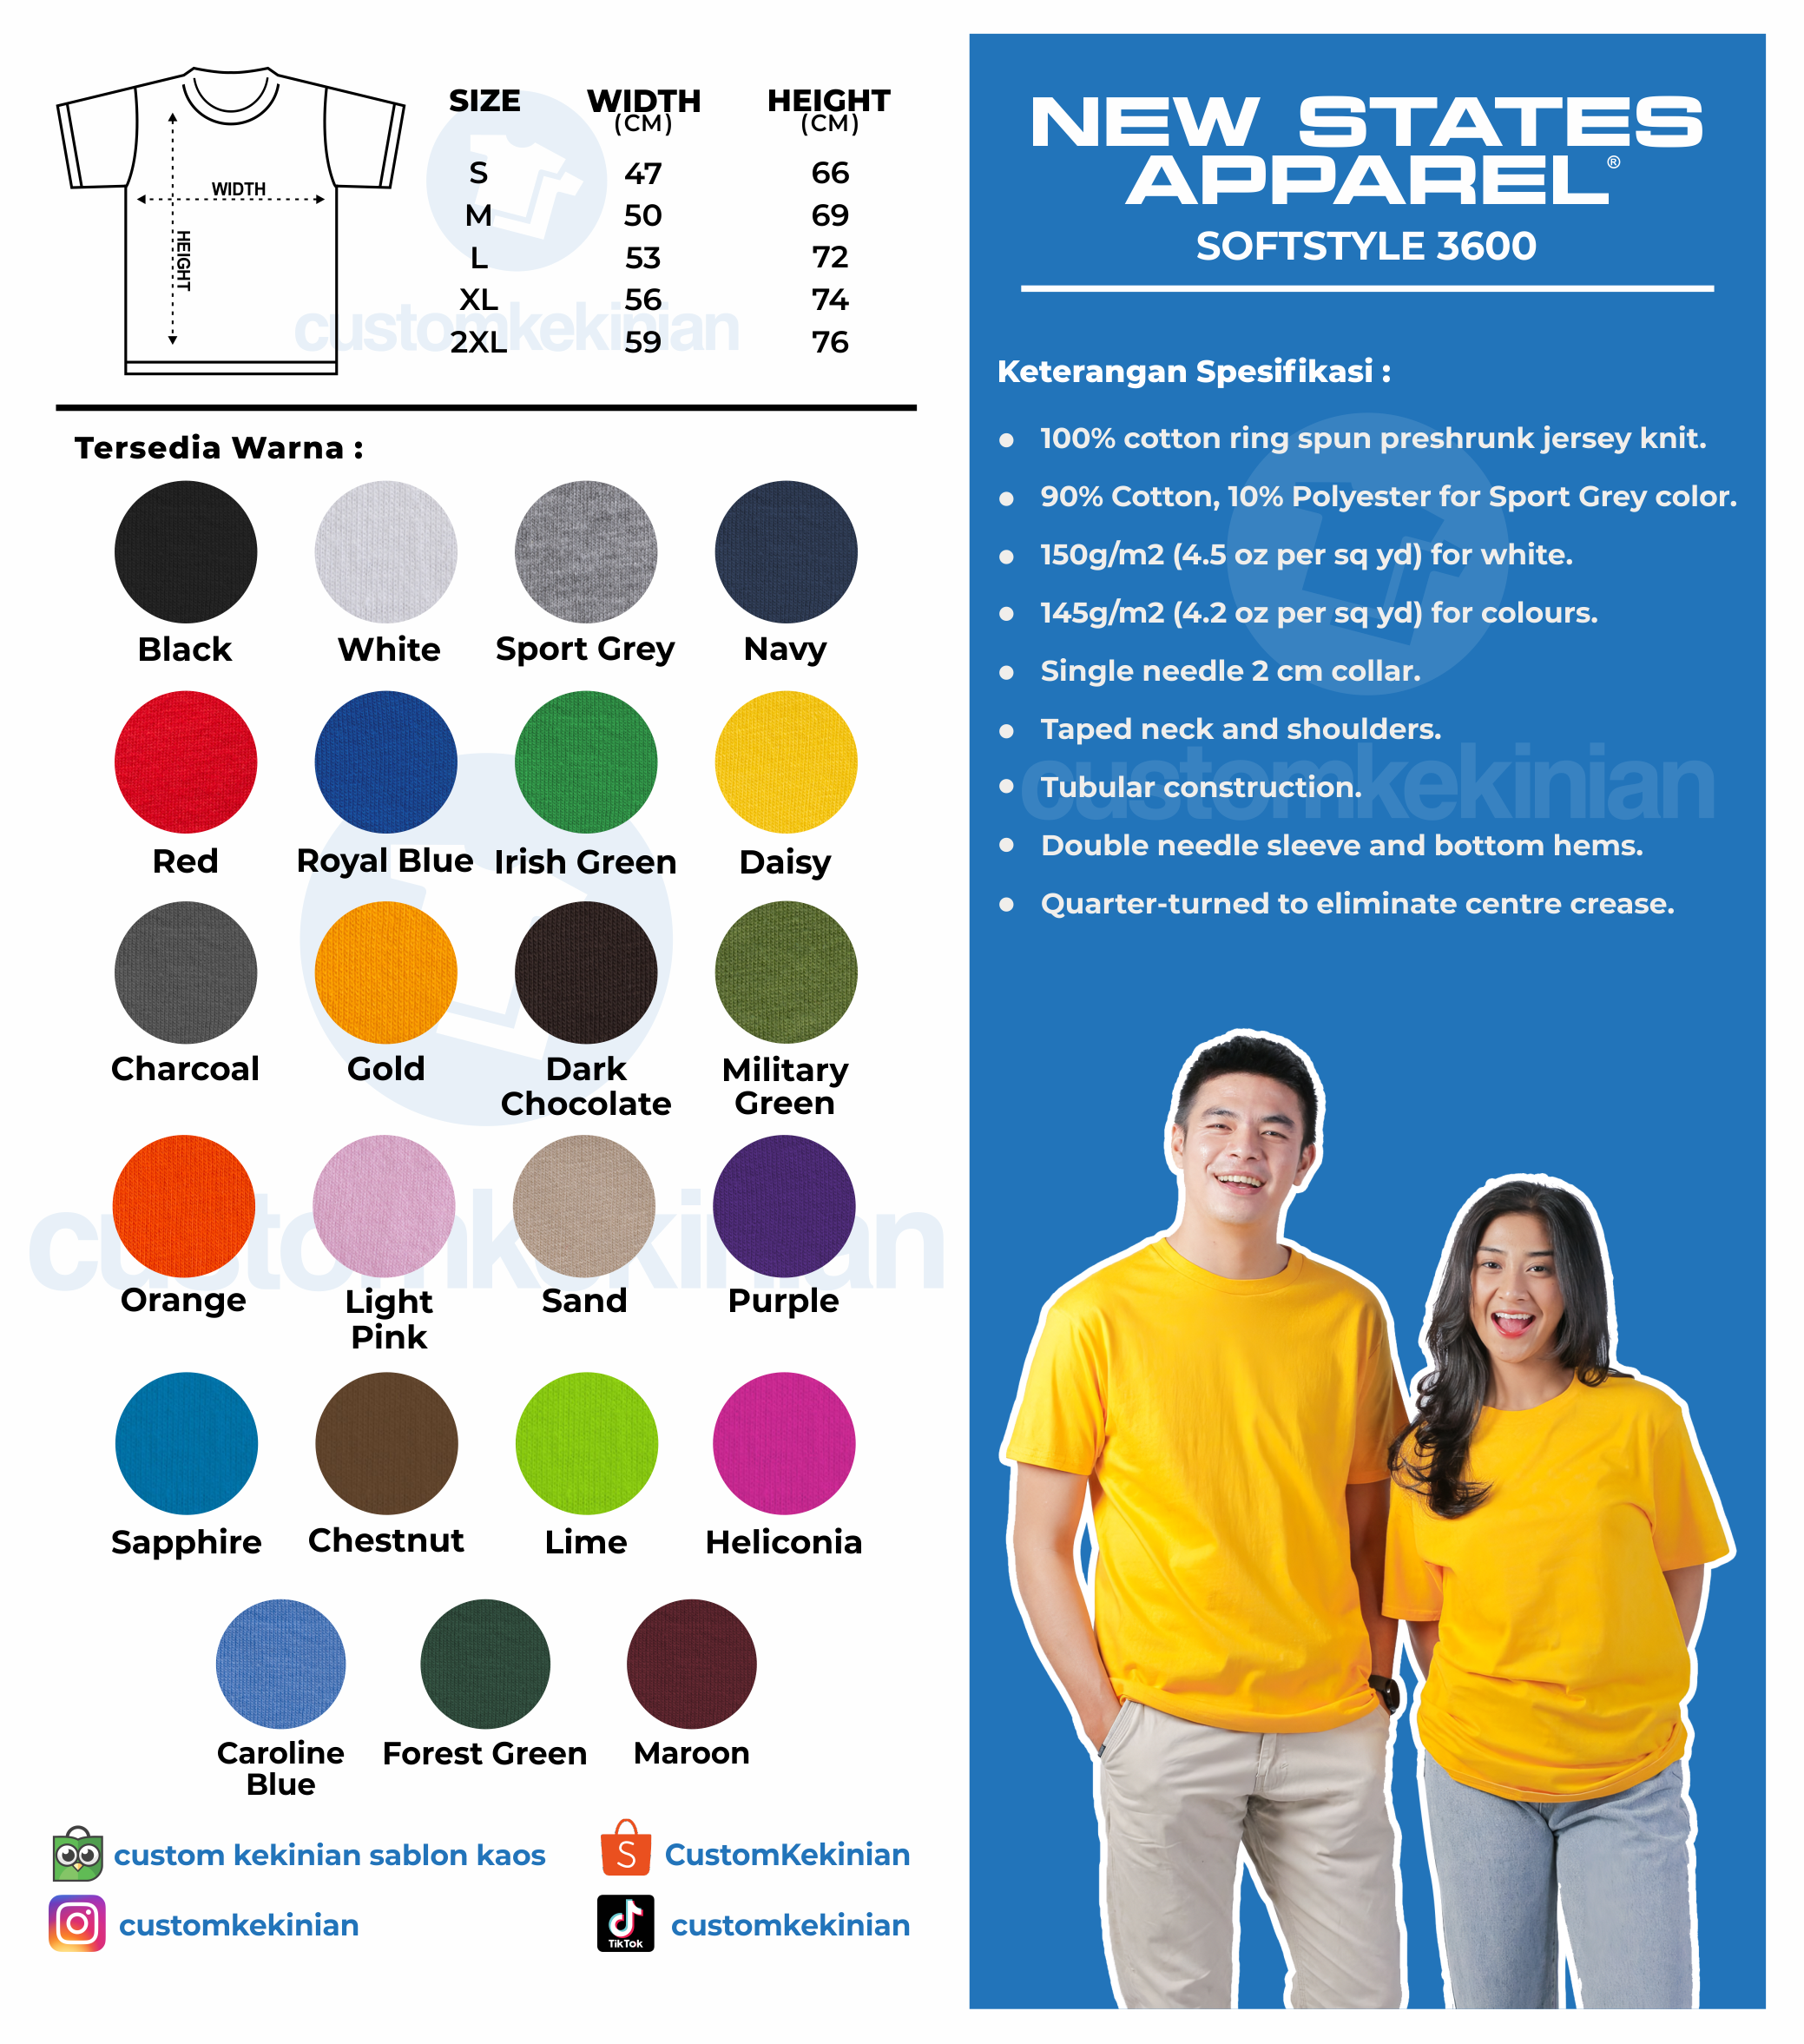 WIDTH
HEIGHT
SIZE WIDTH HEIGHT
(CM) (CM)
S 47 66
M 50 69
L 53 72
XL 56 74
2XL 59 76
customkekinian
Tersedia Warna :
Black White Sport Grey Navy
Red Royal Blue Irish Green Daisy
Charcoal Gold Dark Military
Chocolate Green
customkekinian
Orange Light Sand Purple
Pink
Sapphire Chestnut Lime Heliconia
Caroline Forest Green Maroon
Blue
custom kekinian sablon kaos
S CustomKekinian
customkekinian
TikTok customkekinian
NEW STATES
APPAREL®
SOFTSTYLE 3600
Keterangan Spesifikasi :
• 100% cotton ring spun preshrunk jersey knit.
• 90% Cotton, 10% Polyester for Sport Grey color.
• 150g/m2 (4.5 oz per sq yd) for white.
• 145g/m2 (4.2 oz per sq yd) for colours.
• Single needle 2 cm collar.
• Taped neck and shoulders.
customkekinian
• Tubular construction.
• Double needle sleeve and bottom hems.
• Quarter-turned to eliminate centre crease.